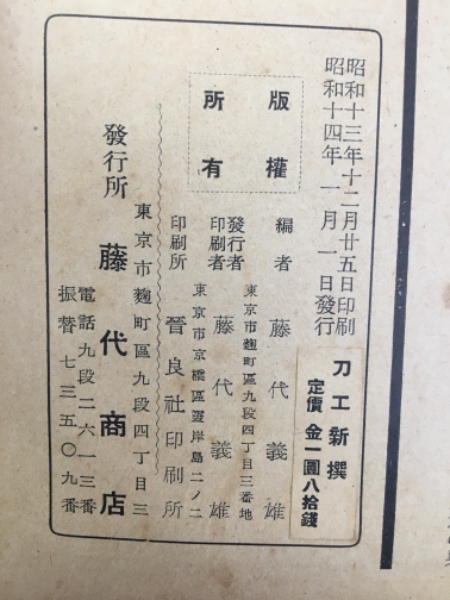 昭和十三年十二月廿五日印刷
昭和十四年一月一日發行
刀工新撰
定價 金一圓八拾錢
版權
所有
編者 藤代義雄
東京市麴町區九段四丁目三番地
發行者
印刷者 藤代義雄
東京市京橋區靈岸島二ノ二
印刷所 晉良社印刷所
東京市麴町區九段四丁目三
發行所 藤代商店
電話九段二六一三番
振替七三五〇九番